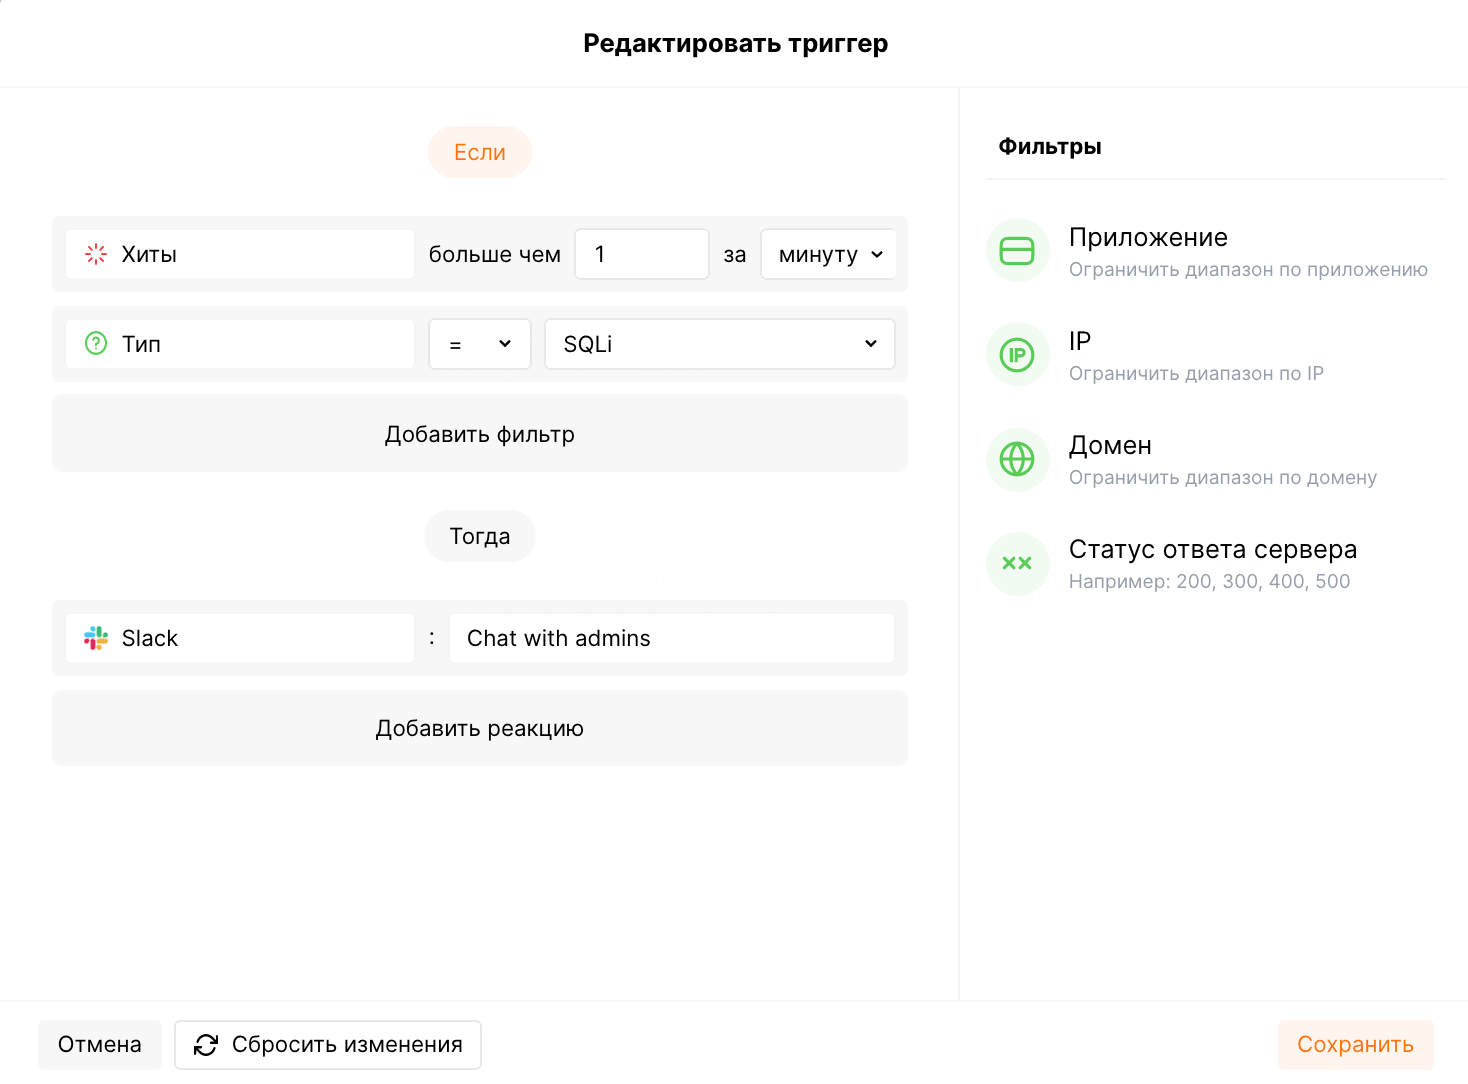 Редактировать триггер
Если
Хиты больше чем 1 за минуту
? Тип = SQLi
Добавить фильтр
Тогда
Slack : Chat with admins
Добавить реакцию
Фильтры
Приложение
Ограничить диапазон по приложению
IP
IP
Ограничить диапазон по IP
Домен
Ограничить диапазон по домену
Статус ответа сервера
Например: 200, 300, 400, 500
Отмена
Сбросить изменения
Сохранить